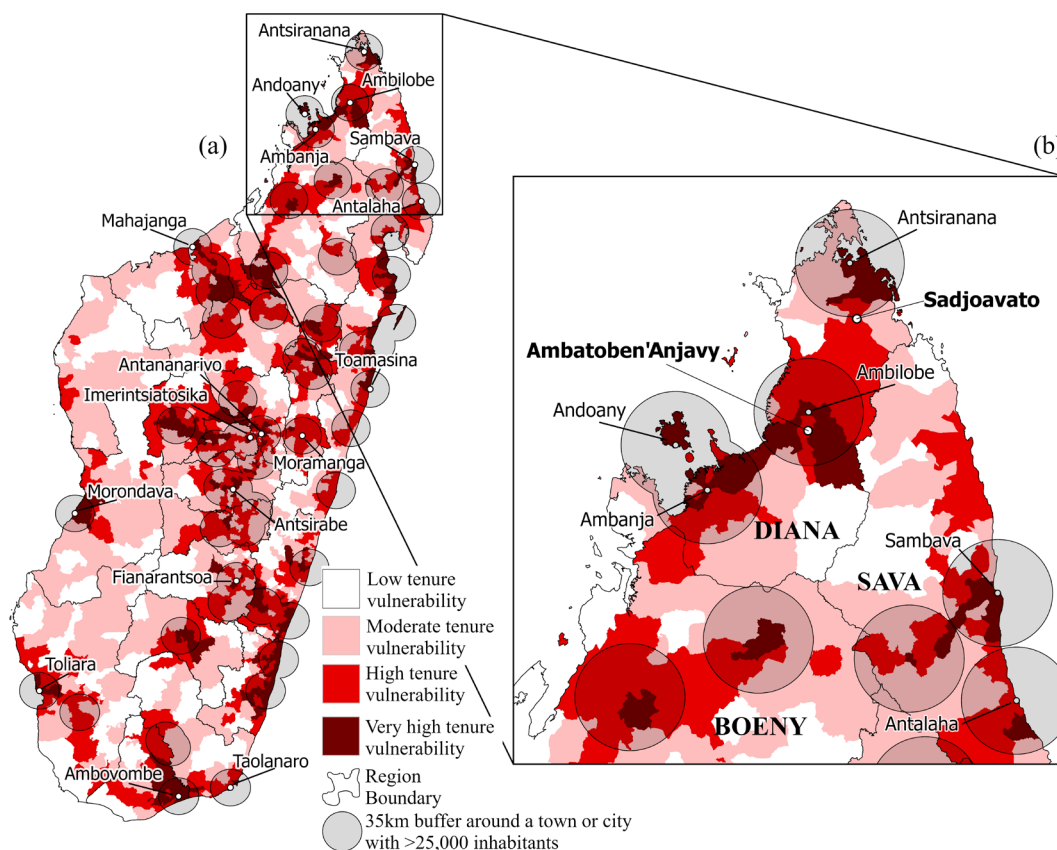 (a)
Antsiranana
Andoany
Ambilobe
Ambanja
Sambava
Antalaha
Mahajanga
Antananarivo
Imerintsiatosika
Toamasina
Moramanga
Morondava
Antsirabe
Fianarantsoa
Toliara
Ambovombe
Taolanaro
Low tenure
vulnerability
Moderate tenure
vulnerability
High tenure
vulnerability
Very high tenure
vulnerability
Region
Boundary
35km buffer around a town or city
with >25,000 inhabitants
(b)
Antsiranana
Sadjoavato
Ambatoben'Anjavy
Ambilobe
Andoany
Ambanja
DIANA
Sambava
SAVA
BOENY
Antalaha